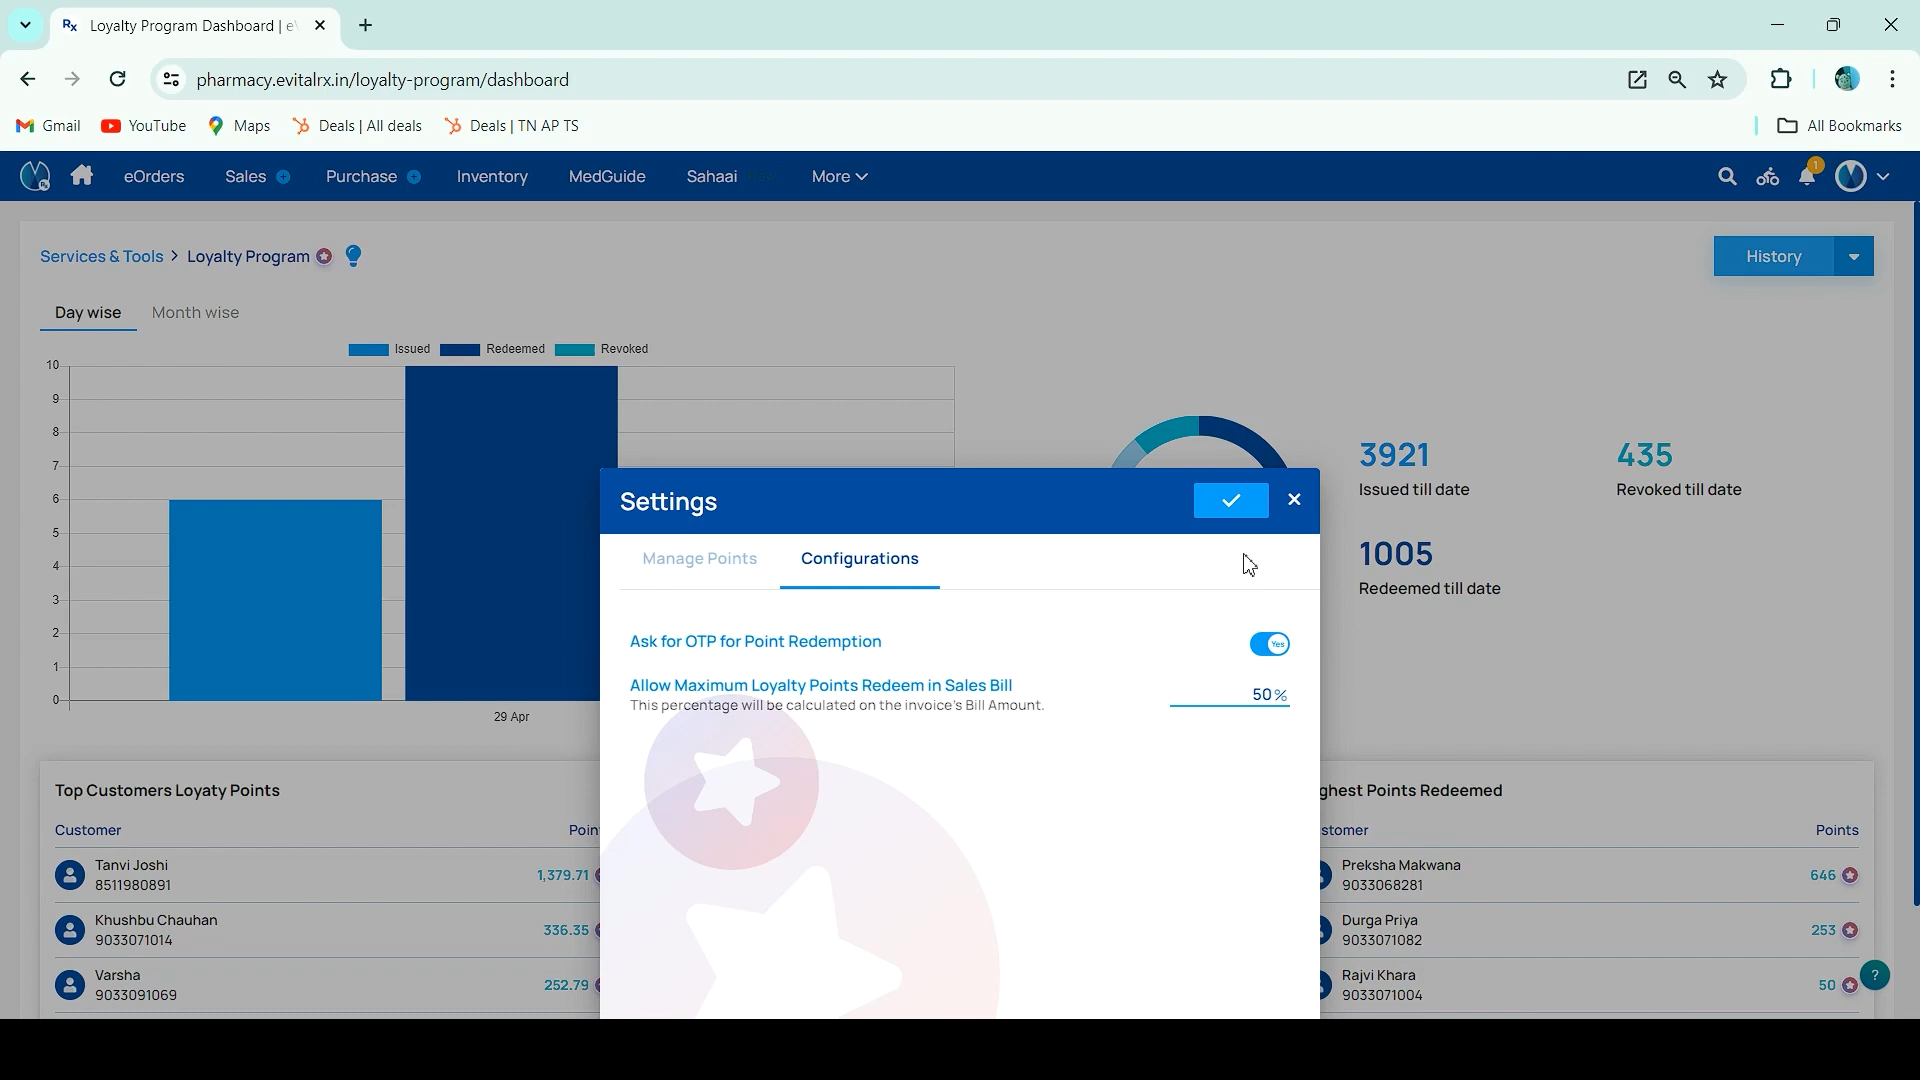 Loyalty Program Dashboard | e
pharmacy.evitalrx.in/loyalty-program/dashboard
Gmail YouTube Maps Deals | All deals Deals | TN AP TS All Bookmarks
eOrders Sales Purchase Inventory MedGuide Sahaai More 1
Services & Tools > Loyalty Program History
Day wise Month wise
Issued Redeemed Revoked
10
9
8
7
6
5
4
3
2
1
0
29 Apr
3921
Issued till date
435
Revoked till date
1005
Redeemed till date
Settings
Manage Points Configurations
Ask for OTP for Point Redemption Yes
Allow Maximum Loyalty Points Redeem in Sales Bill 50%
This percentage will be calculated on the invoice's Bill Amount.
Top Customers Loyaty Points
Customer Poin
Tanvi Joshi
8511980891
1,379.71
Khushbu Chauhan
9033071014
336.35
Varsha
9033091069
252.79
ghest Points Redeemed
stomer Points
Preksha Makwana
9033068281
646
Durga Priya
9033071082
253
Rajvi Khara
9033071004
50
?